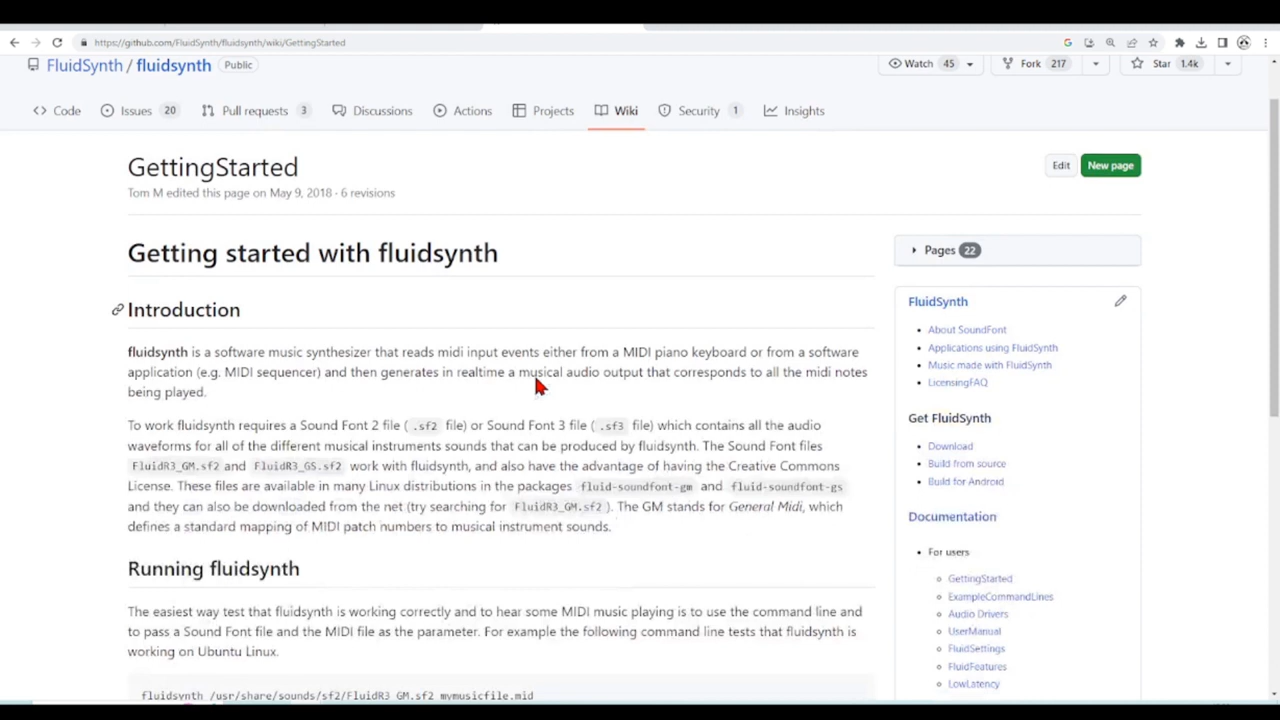 https://github.com/FluidSynth/fluidsynth/wiki/GettingStarted
FluidSynth / fluidsynth Public
Watch 45 Fork 217 Star 1.4k
Code Issues 20 Pull requests 3 Discussions Actions Projects Wiki Security 1 Insights
GettingStarted
Edit New page
Tom M edited this page on May 9, 2018 · 6 revisions
Getting started with fluidsynth
Introduction
fluidsynth is a software music synthesizer that reads midi input events either from a MIDI piano keyboard or from a software
application (e.g. MIDI sequencer) and then generates in realtime a musical audio output that corresponds to all the midi notes
being played.
To work fluidsynth requires a Sound Font 2 file ( .sf2 file) or Sound Font 3 file ( .sf3 file) which contains all the audio
waveforms for all of the different musical instruments sounds that can be produced by fluidsynth. The Sound Font files
FluidR3_GM.sf2 and FluidR3_GS.sf2 work with fluidsynth, and also have the advantage of having the Creative Commons
License. These files are available in many Linux distributions in the packages fluid-soundfont-gm and fluid-soundfont-gs
and they can also be downloaded from the net (try searching for FluidR3_GM.sf2 ). The GM stands for General Midi, which
defines a standard mapping of MIDI patch numbers to musical instrument sounds.
Running fluidsynth
The easiest way test that fluidsynth is working correctly and to hear some MIDI music playing is to use the command line and
to pass a Sound Font file and the MIDI file as the parameter. For example the following command line tests that fluidsynth is
working on Ubuntu Linux.
fluidsynth /usr/share/sounds/sf2/FluidR3_GM.sf2 mymusicfile.mid
Pages 22
FluidSynth
About SoundFont
Applications using FluidSynth
Music made with FluidSynth
LicensingFAQ
Get FluidSynth
Download
Build from source
Build for Android
Documentation
For users
GettingStarted
ExampleCommandLines
Audio Drivers
UserManual
FluidSettings
FluidFeatures
LowLatency